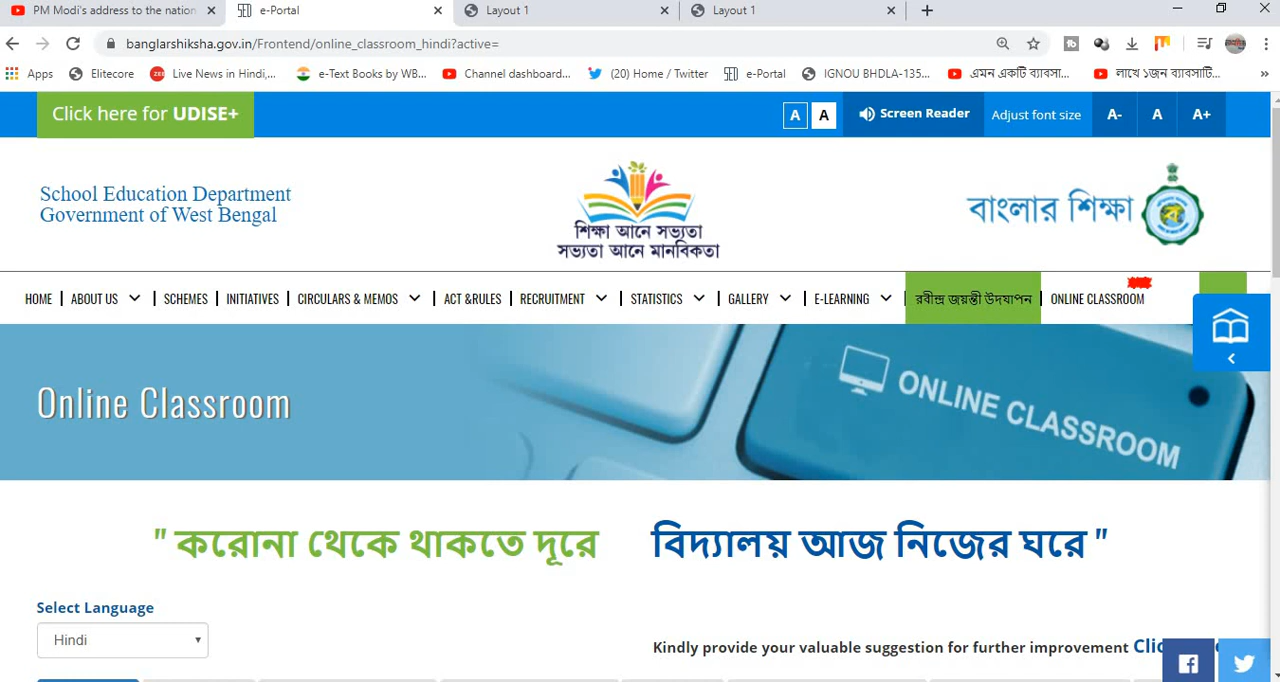 PM Modi's address to the nation
e-Portal
Layout 1
Layout 1
banglarshiksha.gov.in/Frontend/online_classroom_hindi?active=
Apps
Elitecore
Live News in Hindi,...
e-Text Books by WB...
Channel dashboard...
(20) Home / Twitter
e-Portal
IGNOU BHDLA-135...
এমন একটি ব্যাবসা...
লাখে ১জন ব্যাবসাটি...
Click here for UDISE+
A
A
Screen Reader
Adjust font size
A-
A
A+
School Education Department
Government of West Bengal
শিক্ষা আনে সভ্যতা
সভ্যতা আনে মানবিকতা
বাংলার শিক্ষা
HOME
ABOUT US
SCHEMES
INITIATIVES
CIRCULARS & MEMOS
ACT &RULES
RECRUITMENT
STATISTICS
GALLERY
E-LEARNING
রবীন্দ্র জয়ন্তী উদযাপন
ONLINE CLASSROOM
Online Classroom
ONLINE CLASSROOM
" করোনা থেকে থাকতে দূরে বিদ্যালয় আজ নিজের ঘরে "
Select Language
Hindi
Kindly provide your valuable suggestion for further improvement